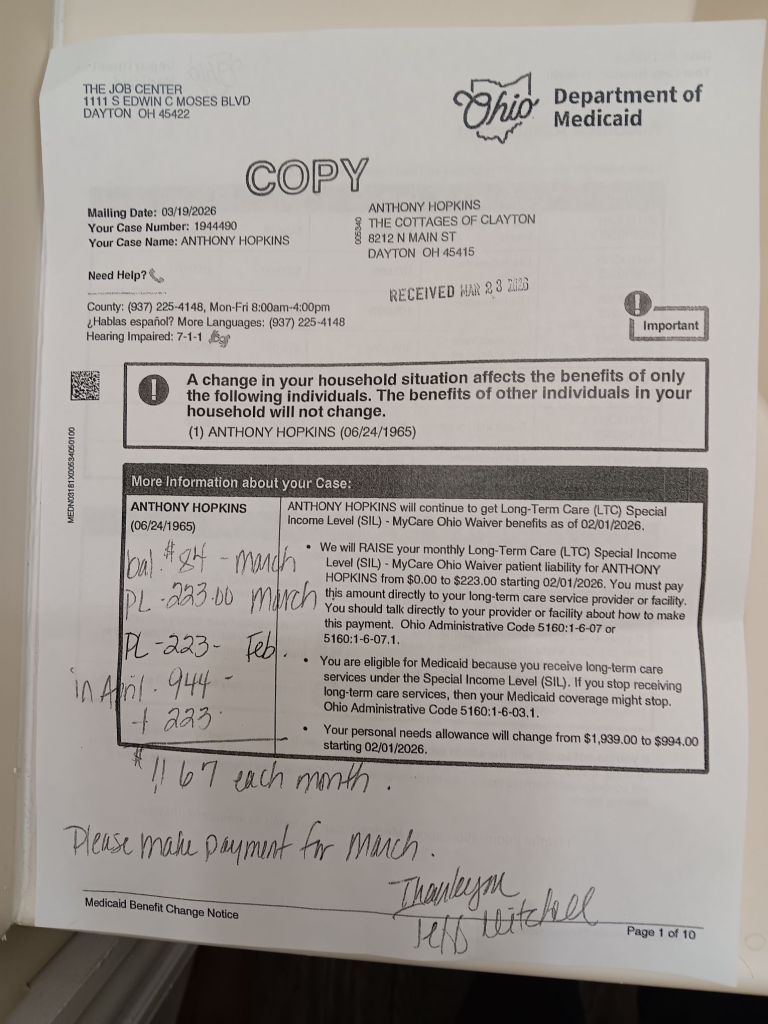 THE JOB CENTER
1111 S EDWIN C MOSES BLVD
DAYTON OH 45422
Ohio
Department of
Medicaid
COPY
Mailing Date: 03/19/2026
Your Case Number: 1944490
Your Case Name: ANTHONY HOPKINS
005340
ANTHONY HOPKINS
THE COTTAGES OF CLAYTON
8212 N MAIN ST
DAYTON OH 45415
Need Help?
RECEIVED MAR 23 2026
County: (937) 225-4148, Mon-Fri 8:00am-4:00pm
¿Hablas español? More Languages: (937) 225-4148
Hearing Impaired: 7-1-1
Important
A change in your household situation affects the benefits of only
the following individuals. The benefits of other individuals in your
household will not change.
(1) ANTHONY HOPKINS (06/24/1965)
More Information about your Case:
ANTHONY HOPKINS
(06/24/1965)
bal. $84 - march
PL -223.00 march
PL -223- Feb.
in April. 944 -
+ 223
$1167 each month.
ANTHONY HOPKINS will continue to get Long-Term Care (LTC) Special
Income Level (SIL) - MyCare Ohio Waiver benefits as of 02/01/2026.
• We will RAISE your monthly Long-Term Care (LTC) Special Income
Level (SIL) - MyCare Ohio Waiver patient liability for ANTHONY
HOPKINS from $0.00 to $223.00 starting 02/01/2026. You must pay
this amount directly to your long-term care service provider or facility.
You should talk directly to your provider or facility about how to make
this payment. Ohio Administrative Code 5160:1-6-07 or
5160:1-6-07.1.
• You are eligible for Medicaid because you receive long-term care
services under the Special Income Level (SIL). If you stop receiving
long-term care services, then your Medicaid coverage might stop.
Ohio Administrative Code 5160:1-6-03.1.
• Your personal needs allowance will change from $1,939.00 to $994.00
starting 02/01/2026.
Please make payment for March.
Thankyou
Jeff Mitchell
Medicaid Benefit Change Notice
Page 1 of 10